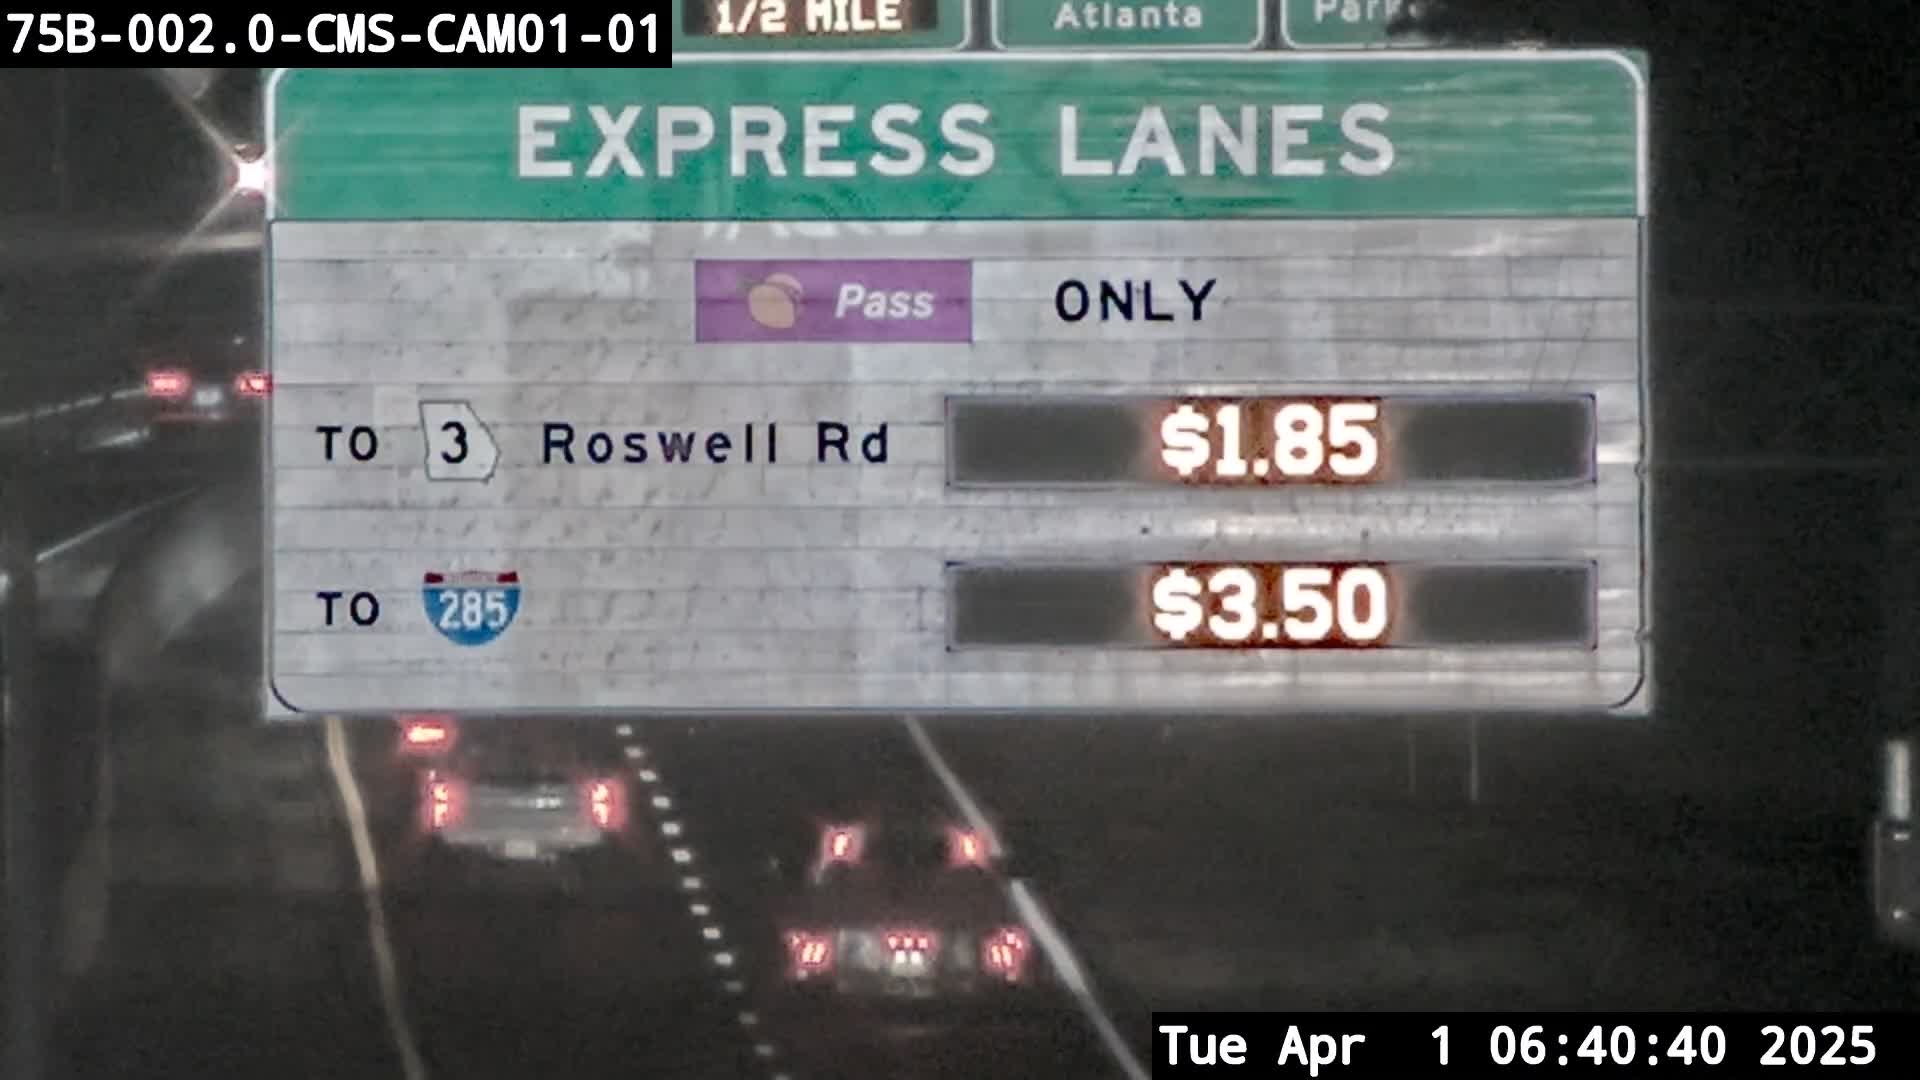 75B-002.0-CMS-CAM01-01
1/2 MILE
Atlanta
EXPRESS LANES
Pass ONLY
TO 3 Roswell Rd $1.85
TO 285 $3.50
Tue Apr 1 06:40:40 2025